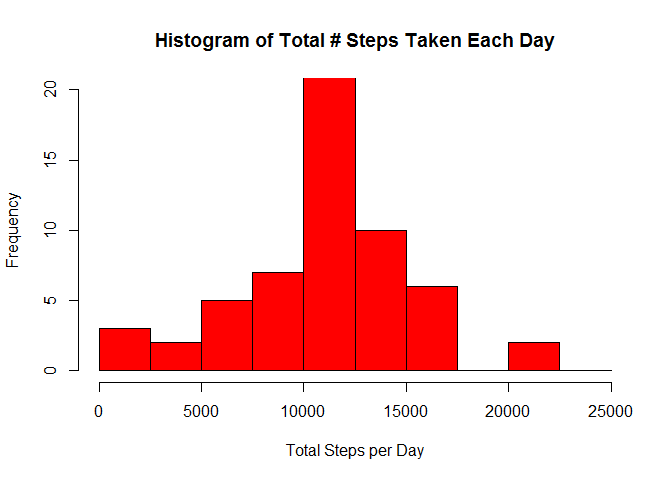 Histogram of Total # Steps Taken Each Day
Frequency
20
15
10
5
0
0 5000 10000 15000 20000 25000
Total Steps per Day